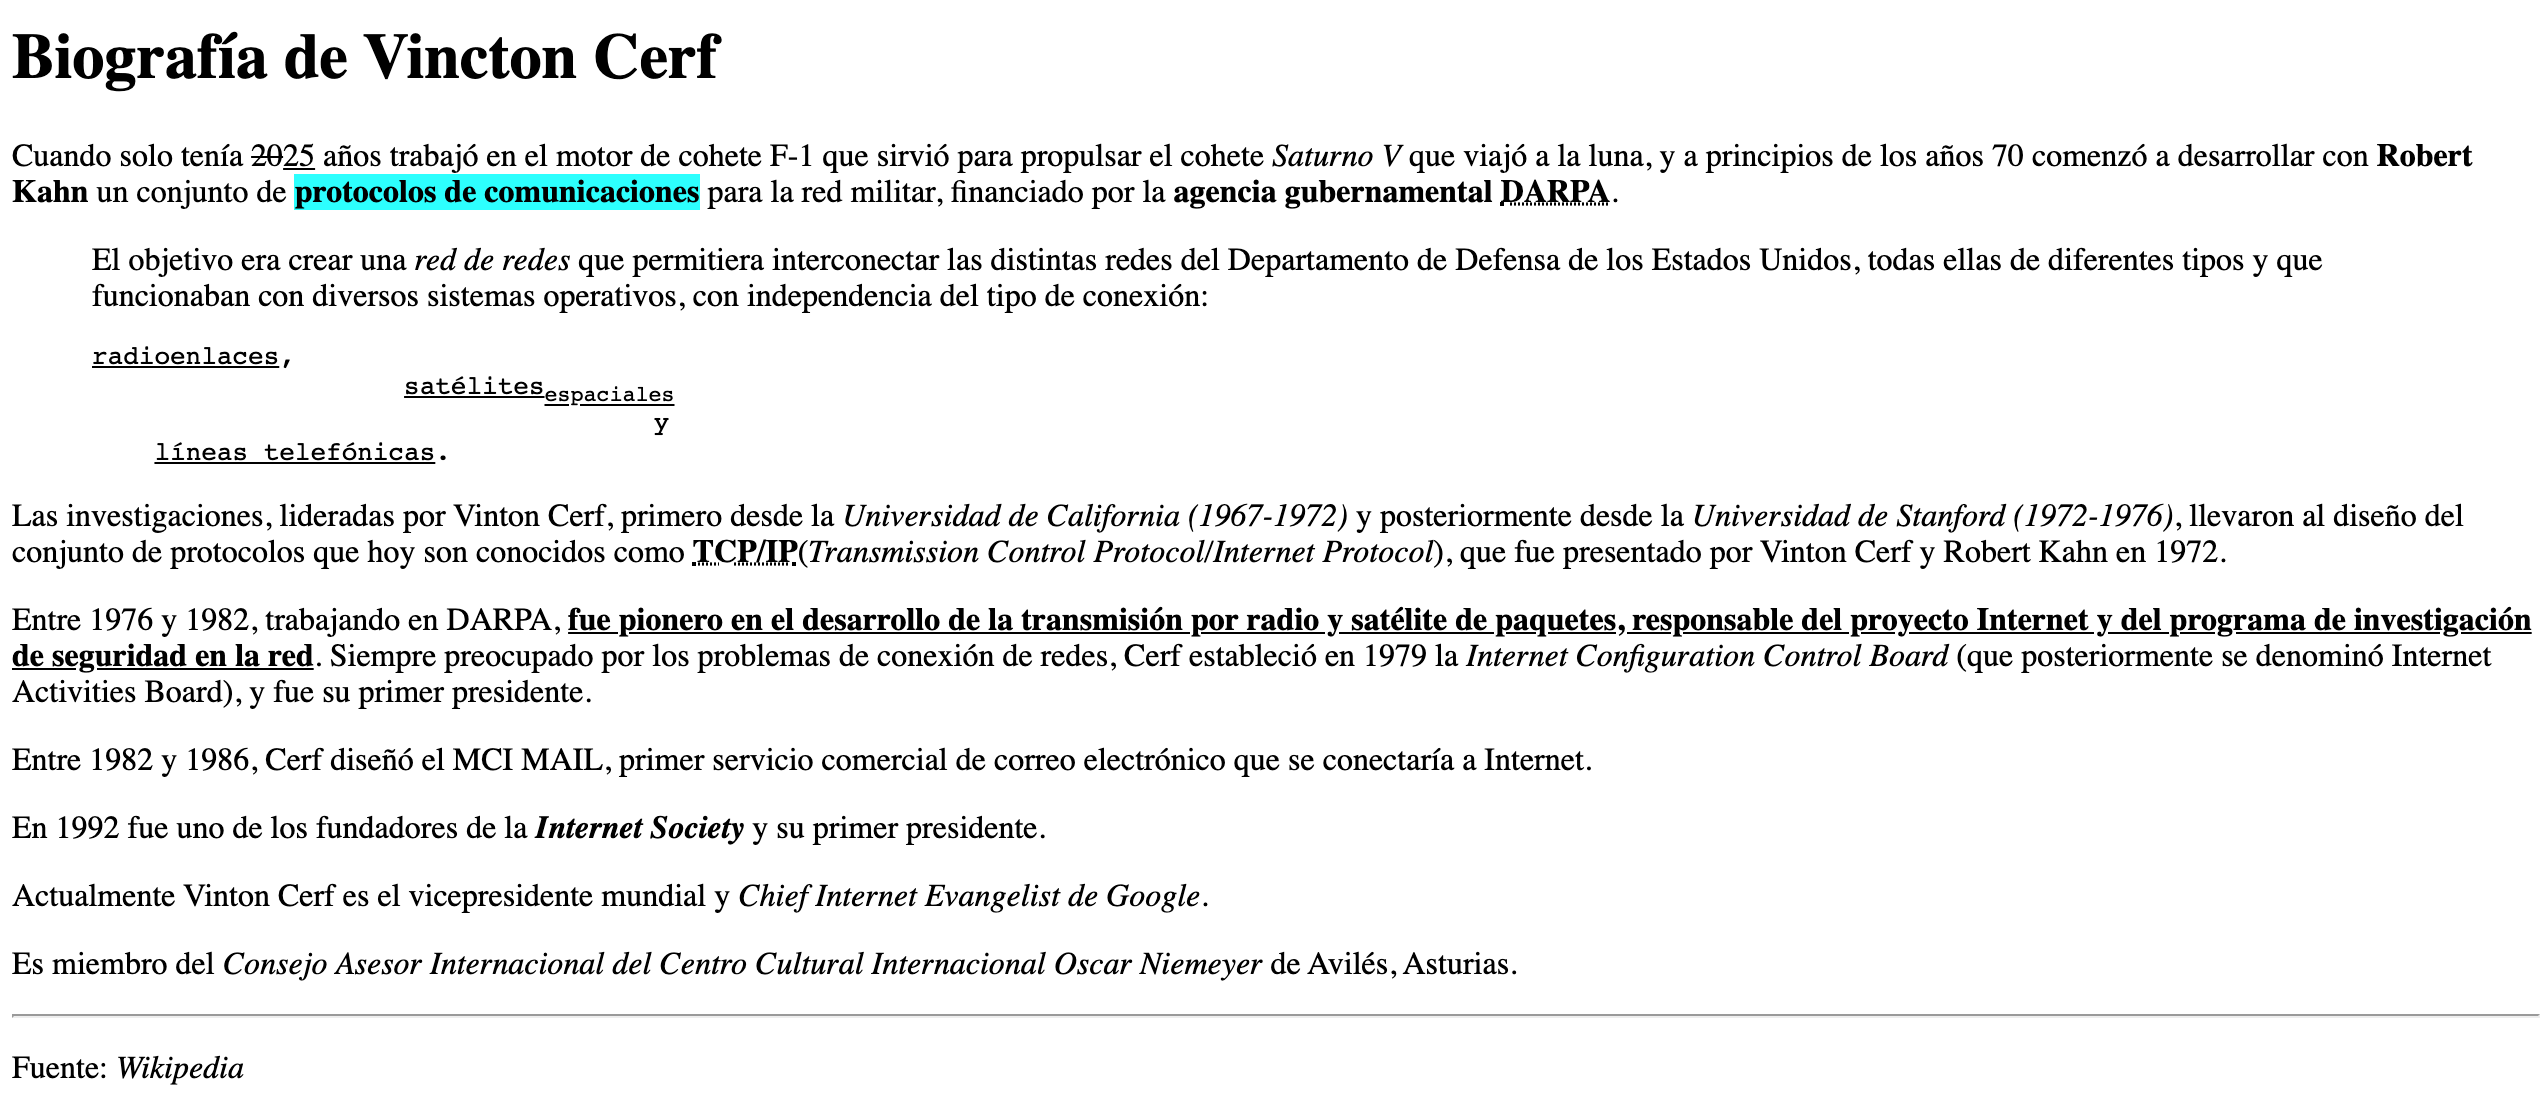 Biografía de Vincton Cerf
Cuando solo tenía 2025 años trabajó en el motor de cohete F-1 que sirvió para propulsar el cohete Saturno V que viajó a la luna, y a principios de los años 70 comenzó a desarrollar con Robert
Kahn un conjunto de protocolos de comunicaciones para la red militar, financiado por la agencia gubernamental DARPA.
El objetivo era crear una red de redes que permitiera interconectar las distintas redes del Departamento de Defensa de los Estados Unidos, todas ellas de diferentes tipos y que
funcionaban con diversos sistemas operativos, con independencia del tipo de conexión:
radioenlaces,
satélites espaciales
y
líneas telefónicas.
Las investigaciones, lideradas por Vinton Cerf, primero desde la Universidad de California (1967-1972) y posteriormente desde la Universidad de Stanford (1972-1976), llevaron al diseño del
conjunto de protocolos que hoy son conocidos como TCP/IP(Transmission Control Protocol/Internet Protocol), que fue presentado por Vinton Cerf y Robert Kahn en 1972.
Entre 1976 y 1982, trabajando en DARPA, fue pionero en el desarrollo de la transmisión por radio y satélite de paquetes, responsable del proyecto Internet y del programa de investigación
de seguridad en la red. Siempre preocupado por los problemas de conexión de redes, Cerf estableció en 1979 la Internet Configuration Control Board (que posteriormente se denominó Internet
Activities Board), y fue su primer presidente.
Entre 1982 y 1986, Cerf diseñó el MCI MAIL, primer servicio comercial de correo electrónico que se conectaría a Internet.
En 1992 fue uno de los fundadores de la Internet Society y su primer presidente.
Actualmente Vinton Cerf es el vicepresidente mundial y Chief Internet Evangelist de Google.
Es miembro del Consejo Asesor Internacional del Centro Cultural Internacional Oscar Niemeyer de Avilés, Asturias.
Fuente: Wikipedia